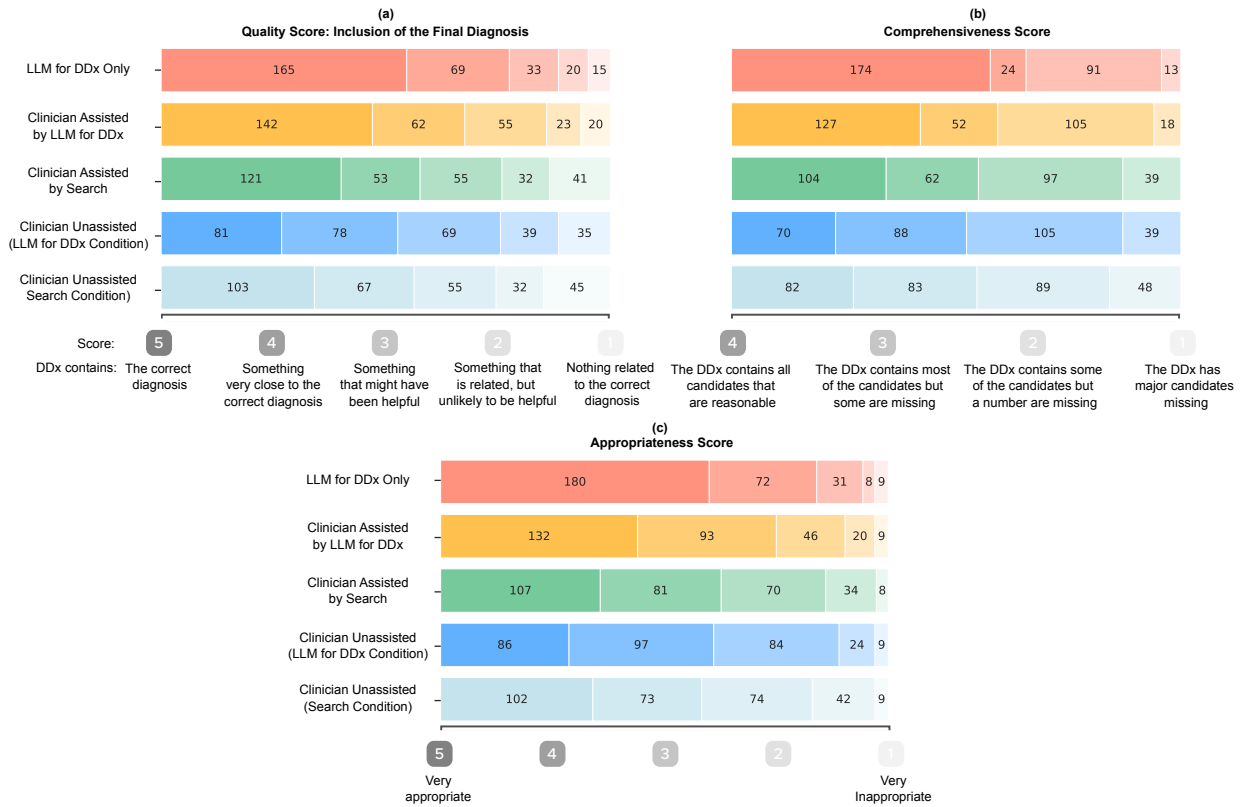 (a)
Quality Score: Inclusion of the Final Diagnosis
LLM for DDx Only
165 69 33 20 15
Clinician Assisted
by LLM for DDx
142 62 55 23 20
Clinician Assisted
by Search
121 53 55 32 41
Clinician Unassisted
(LLM for DDx Condition)
81 78 69 39 35
Clinician Unassisted
Search Condition)
103 67 55 32 45
Score:
5 4 3 2 1
DDx contains:
The correct
diagnosis
Something
very close to the
correct diagnosis
Something
that might have
been helpful
Something that
is related, but
unlikely to be helpful
Nothing related
to the correct
diagnosis
(b)
Comprehensiveness Score
174 24 91 13
127 52 105 18
104 62 97 39
70 88 105 39
82 83 89 48
4 3 2 1
The DDx contains all
candidates that
are reasonable
The DDx contains most
of the candidates but
some are missing
The DDx contains some
of the candidates but
a number are missing
The DDx has
major candidates
missing
(c)
Appropriateness Score
LLM for DDx Only
180 72 31 8 9
Clinician Assisted
by LLM for DDx
132 93 46 20 9
Clinician Assisted
by Search
107 81 70 34 8
Clinician Unassisted
(LLM for DDx Condition)
86 97 84 24 9
Clinician Unassisted
(Search Condition)
102 73 74 42 9
5 4 3 2 1
Very
appropriate
Very
Inappropriate